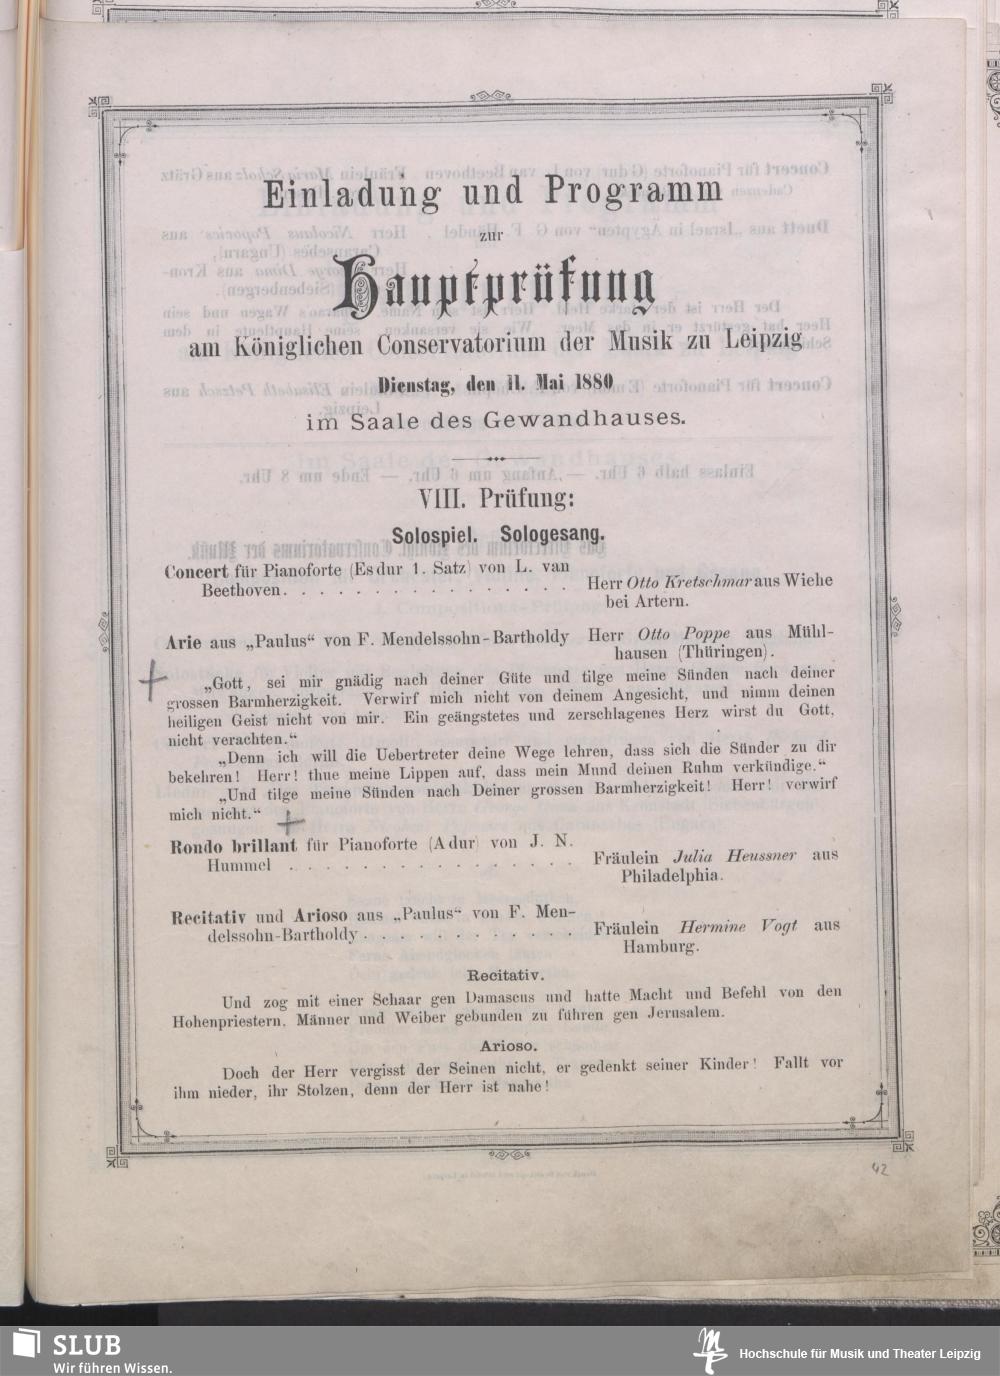 Einladung und Programm
zur
Hauptprüfung
am Königlichen Conservatorium der Musik zu Leipzig
Dienstag, den 11. Mai 1880
im Saale des Gewandhauses.
VIII. Prüfung:
Solospiel. Sologesang.
Concert für Pianoforte (Es dur 1. Satz) von L. van
Beethoven. . . . . . . . . . . . . . . . Herr Otto Kretschmar aus Wiehe
bei Artern.
Arie aus „Paulus“ von F. Mendelssohn-Bartholdy Herr Otto Poppe aus Mühl-
hausen (Thüringen).
„Gott, sei mir gnädig nach deiner Güte und tilge meine Sünden nach deiner
grossen Barmherzigkeit. Verwirf mich nicht von deinem Angesicht, und nimm deinen
heiligen Geist nicht von mir. Ein geängstetes und zerschlagenes Herz wirst du Gott,
nicht verachten.“
„Denn ich will die Uebertreter deine Wege lehren, dass sich die Sünder zu dir
bekehren! Herr! thue meine Lippen auf, dass mein Mund deinen Ruhm verkündige.“
„Und tilge meine Sünden nach Deiner grossen Barmherzigkeit! Herr! verwirf
mich nicht.“
Rondo brillant für Pianoforte (A dur) von J. N.
Hummel . . . . . . . . . . . . . . . . Fräulein Julia Heussner aus
Philadelphia.
Recitativ und Arioso aus „Paulus“ von F. Men-
delssohn-Bartholdy . . . . . . . . . . . . Fräulein Hermine Vogt aus
Hamburg.
Recitativ.
Und zog mit einer Schaar gen Damascus und hatte Macht und Befehl von den
Hohenpriestern, Männer und Weiber gebunden zu führen gen Jerusalem.
Arioso.
Doch der Herr vergisst der Seinen nicht, er gedenkt seiner Kinder! Fallt vor
ihm nieder, ihr Stolzen, denn der Herr ist nahe!
42
SLUB
Wir führen Wissen.
Hochschule für Musik und Theater Leipzig